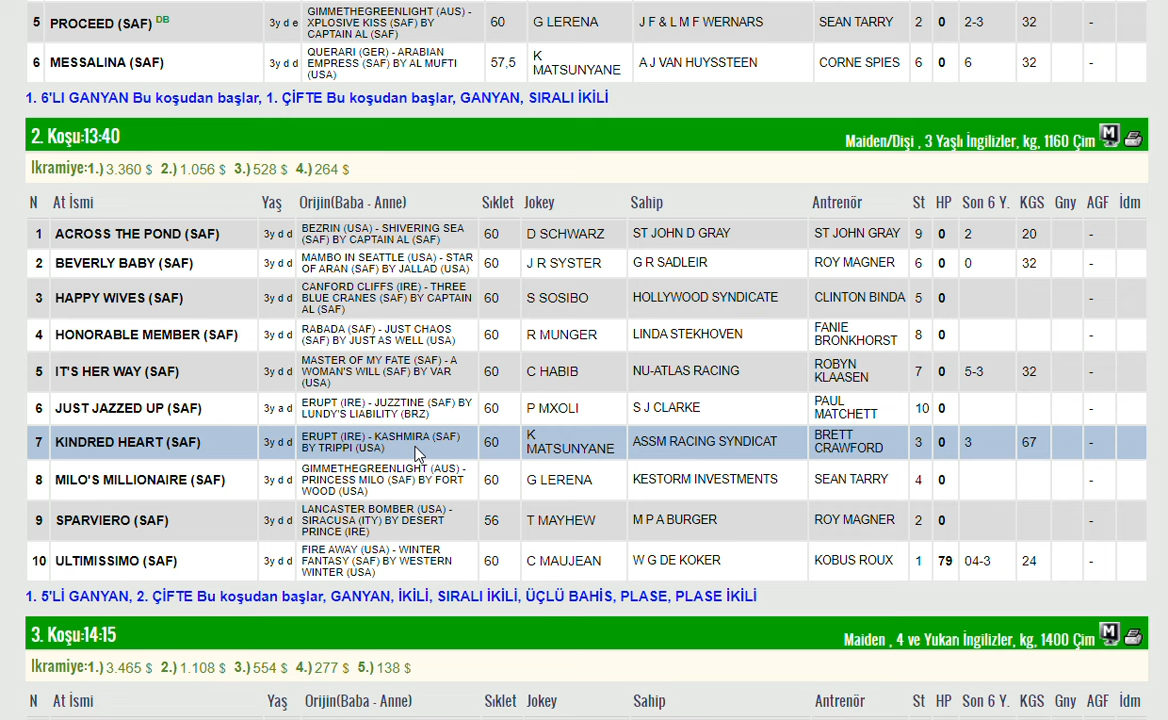 5 PROCEED (SAF) DB 3y d e GIMMETHEGREENLIGHT (AUS) - XPLOSIVE KISS (SAF) BY CAPTAIN AL (SAF) 60 G LERENA J F & L M F WERNARS SEAN TARRY 2 0 2-3 32 -
6 MESSALINA (SAF) 3y d d QUERARI (GER) - ARABIAN EMPRESS (SAF) BY AL MUFTI (USA) 57,5 K MATSUNYANE A J VAN HUYSSTEEN CORNE SPIES 6 0 6 32 -
1. 6'LI GANYAN Bu koşudan başlar, 1. ÇİFTE Bu koşudan başlar, GANYAN, SIRALI İKİLİ
2. Koşu:13:40 Maiden/Dişi , 3 Yaşlı İngilizler, kg, 1160 Çim M
İkramiye:1.) 3.360 $ 2.) 1.056 $ 3.) 528 $ 4.) 264 $
N At İsmi Yaş Orijin(Baba - Anne) Sıklet Jokey Sahip Antrenör St HP Son 6 Y. KGS Gny AGF İdm
1 ACROSS THE POND (SAF) 3y d d BEZRIN (USA) - SHIVERING SEA (SAF) BY CAPTAIN AL (SAF) 60 D SCHWARZ ST JOHN D GRAY ST JOHN GRAY 9 0 2 20 -
2 BEVERLY BABY (SAF) 3y d d MAMBO IN SEATTLE (USA) - STAR OF ARAN (SAF) BY JALLAD (USA) 60 J R SYSTER G R SADLEIR ROY MAGNER 6 0 0 32 -
3 HAPPY WIVES (SAF) 3y d d CANFORD CLIFFS (IRE) - THREE BLUE CRANES (SAF) BY CAPTAIN AL (SAF) 60 S SOSIBO HOLLYWOOD SYNDICATE CLINTON BINDA 5 0 -
4 HONORABLE MEMBER (SAF) 3y d d RABADA (SAF) - JUST CHAOS (SAF) BY JUST AS WELL (USA) 60 R MUNGER LINDA STEKHOVEN FANIE BRONKHORST 8 0 -
5 IT'S HER WAY (SAF) 3y d d MASTER OF MY FATE (SAF) - A WOMAN'S WILL (SAF) BY VAR (USA) 60 C HABIB NU-ATLAS RACING ROBYN KLAASEN 7 0 5-3 32 -
6 JUST JAZZED UP (SAF) 3y a d ERUPT (IRE) - JUZZTINE (SAF) BY LUNDY'S LIABILITY (BRZ) 60 P MXOLI S J CLARKE PAUL MATCHETT 10 0 -
7 KINDRED HEART (SAF) 3y d d ERUPT (IRE) - KASHMIRA (SAF) BY TRIPPI (USA) 60 K MATSUNYANE ASSM RACING SYNDICAT BRETT CRAWFORD 3 0 3 67 -
8 MILO'S MILLIONAIRE (SAF) 3y d d GIMMETHEGREENLIGHT (AUS) - PRINCESS MILO (SAF) BY FORT WOOD (USA) 60 G LERENA KESTORM INVESTMENTS SEAN TARRY 4 0 -
9 SPARVIERO (SAF) 3y d d LANCASTER BOMBER (USA) - SIRACUSA (ITY) BY DESERT PRINCE (IRE) 56 T MAYHEW M P A BURGER ROY MAGNER 2 0 -
10 ULTIMISSIMO (SAF) 3y d d FIRE AWAY (USA) - WINTER FANTASY (SAF) BY WESTERN WINTER (USA) 60 C MAUJEAN W G DE KOKER KOBUS ROUX 1 79 04-3 24 -
1. 5'Lİ GANYAN, 2. ÇİFTE Bu koşudan başlar, GANYAN, İKİLİ, SIRALI İKİLİ, ÜÇLÜ BAHİS, PLASE, PLASE İKİLİ
3. Koşu:14:15 Maiden , 4 ve Yukarı İngilizler, kg, 1400 Çim M
İkramiye:1.) 3.465 $ 2.) 1.108 $ 3.) 554 $ 4.) 277 $ 5.) 138 $
N At İsmi Yaş Orijin(Baba - Anne) Sıklet Jokey Sahip Antrenör St HP Son 6 Y. KGS Gny AGF İdm